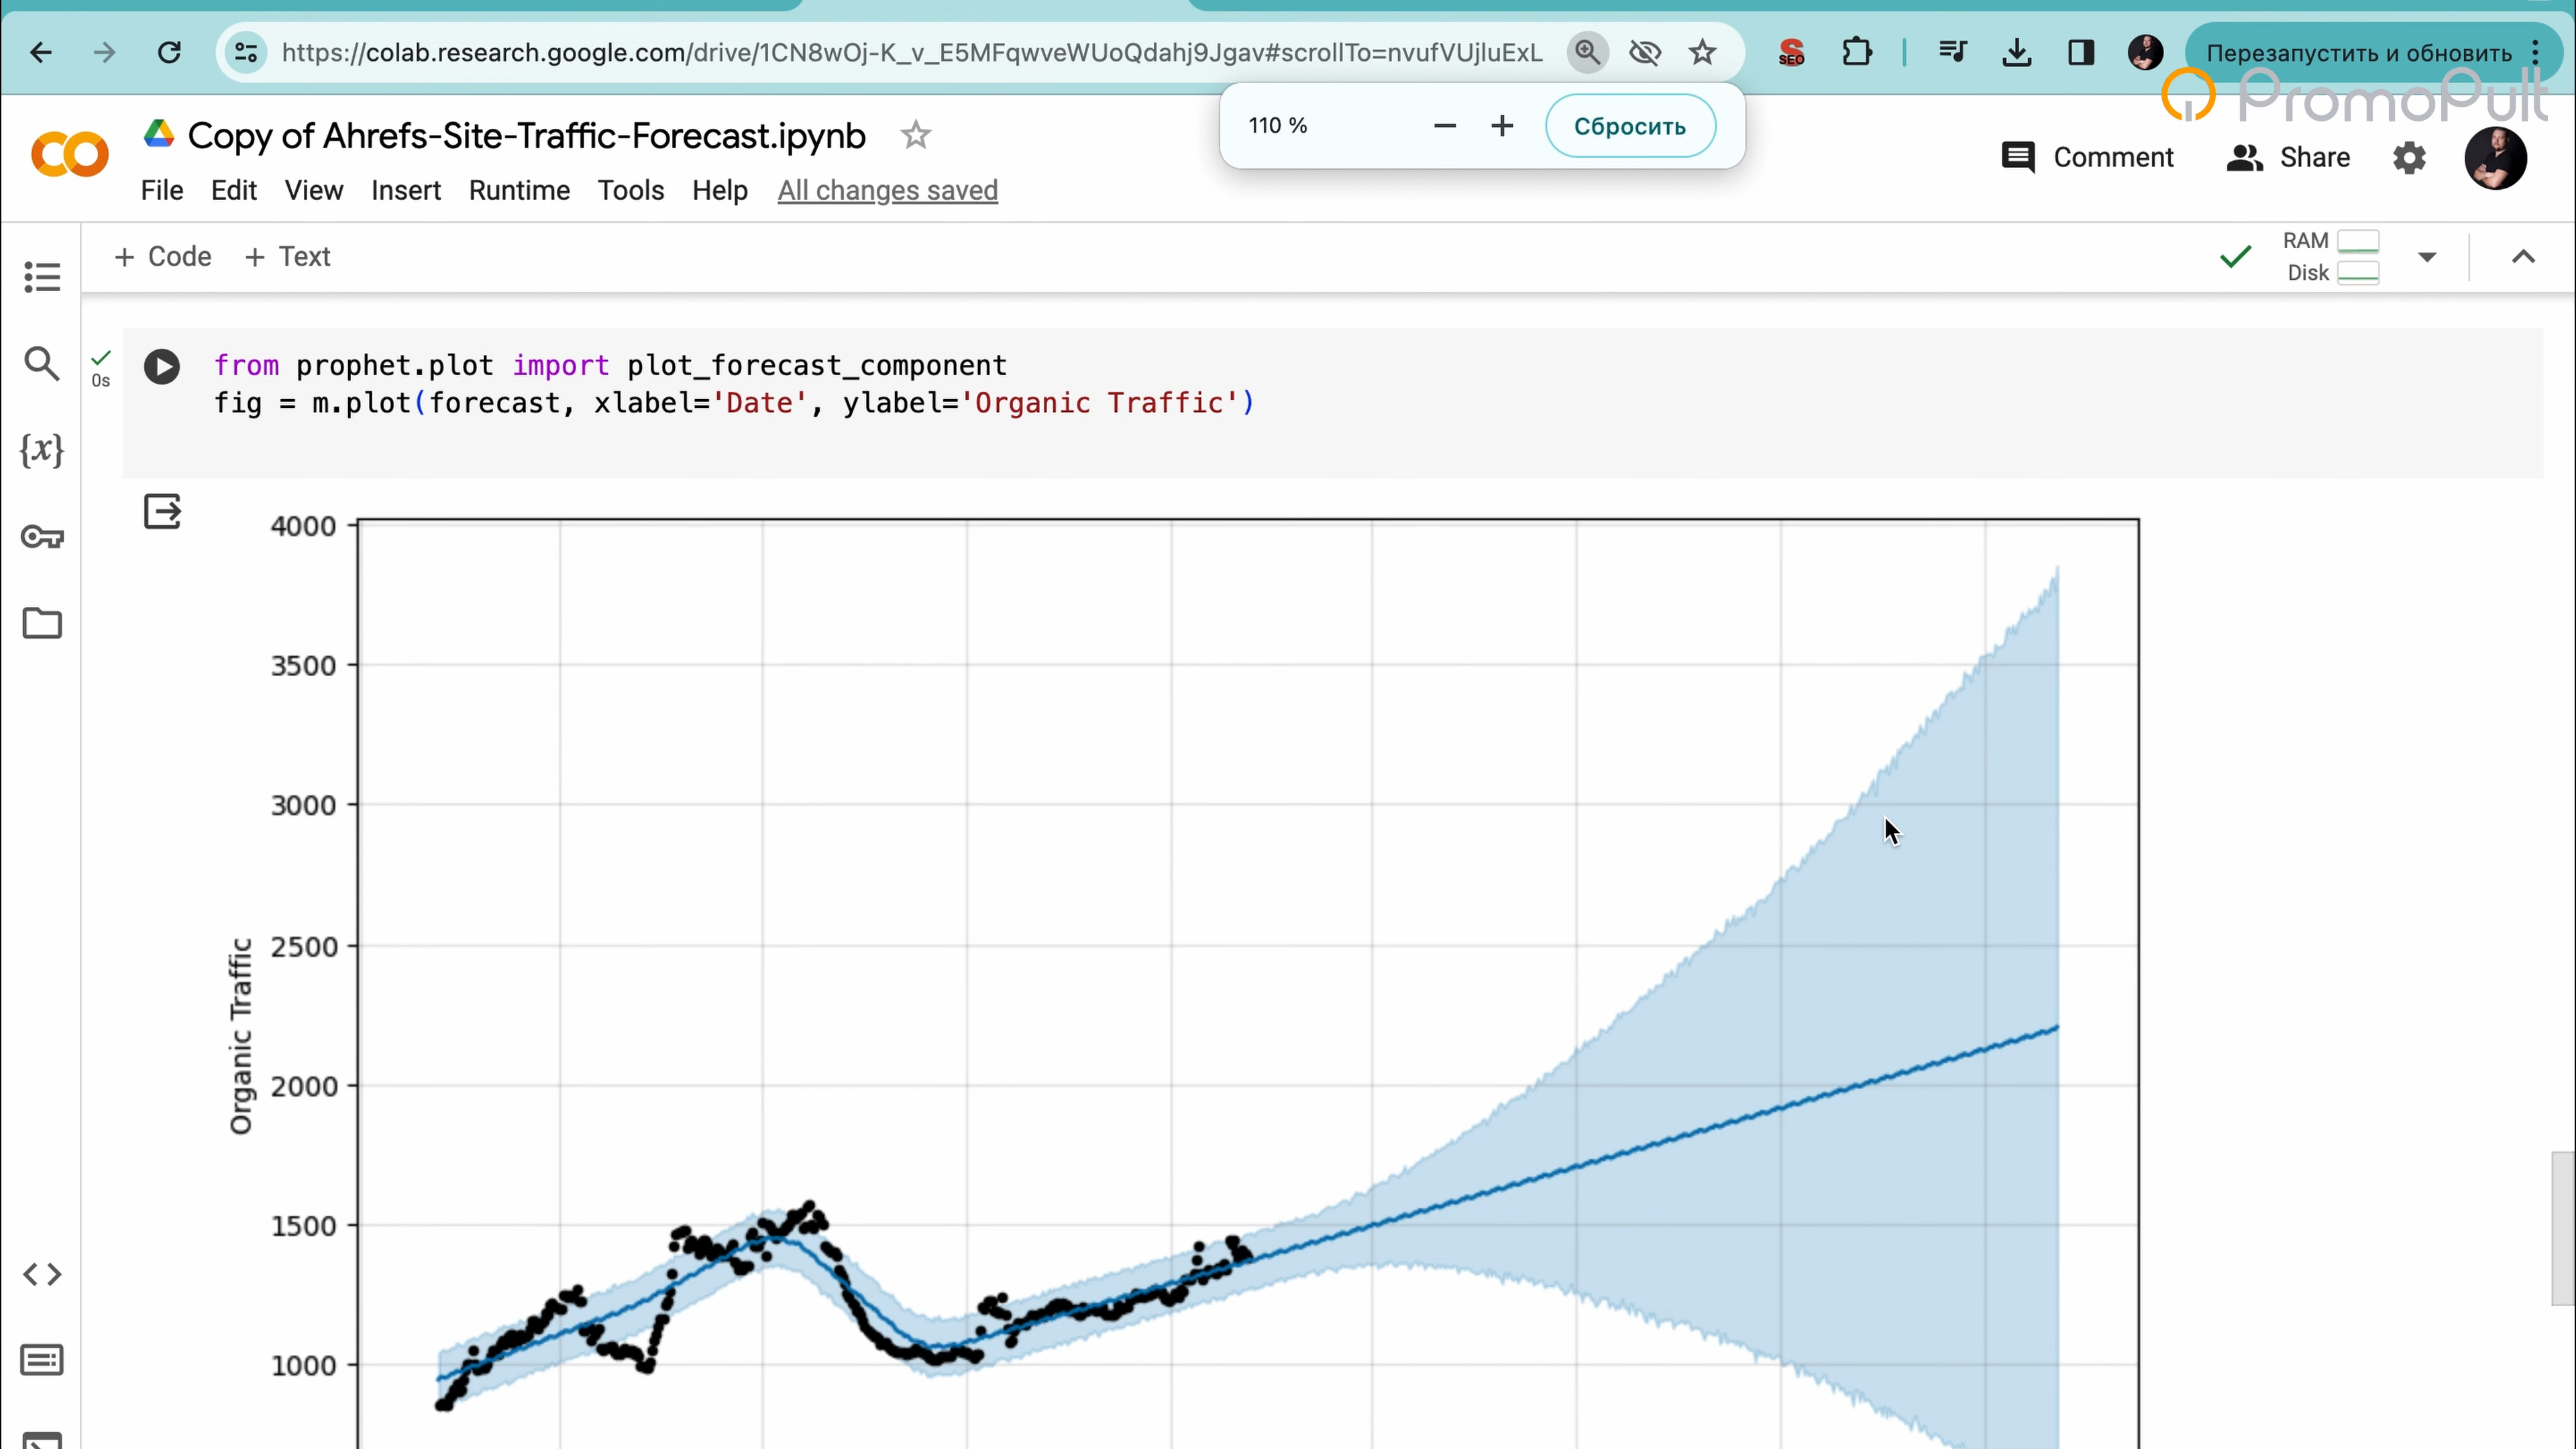 https://colab.research.google.com/drive/1CN8wOj-K_v_E5MFqwveWUoQdahj9Jgav#scrollTo=nvufVUjluExL
SEO
Перезапустить и обновить
PromoPult
110 %
Сбросить
Copy of Ahrefs-Site-Traffic-Forecast.ipynb
Comment
Share
File Edit View Insert Runtime Tools Help All changes saved
+ Code + Text
RAM
Disk
{x}
0s
from prophet.plot import plot_forecast_component
fig = m.plot(forecast, xlabel='Date', ylabel='Organic Traffic')
4000
3500
3000
2500
2000
1500
1000
Organic Traffic